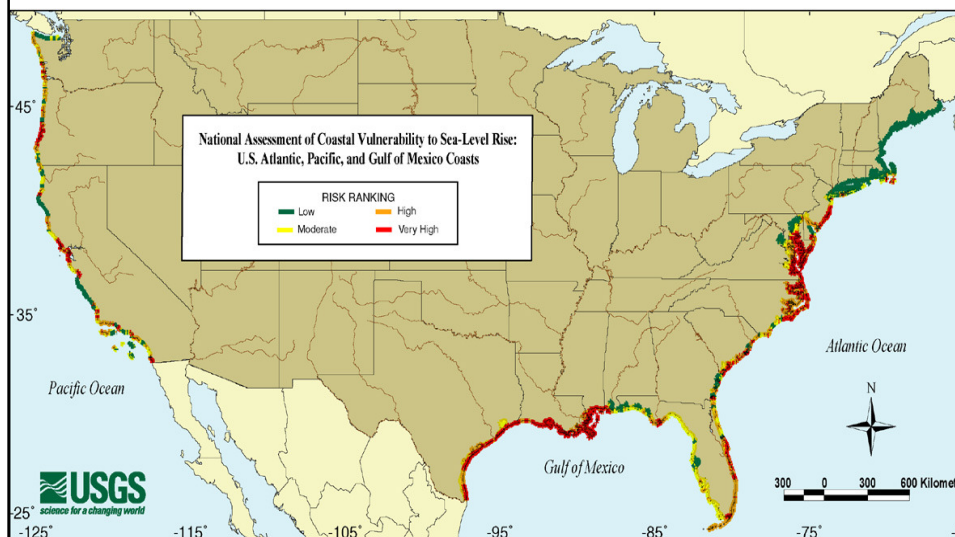 National Assessment of Coastal Vulnerability to Sea-Level Rise:
U.S. Atlantic, Pacific, and Gulf of Mexico Coasts
RISK RANKING
Low
High
Moderate
Very High
45°
35°
25°
Pacific Ocean
Atlantic Ocean
Gulf of Mexico
N
USGS
science for a changing world
300 0 300 600 Kilomet
-125 -115 -105 -95 -85 -75